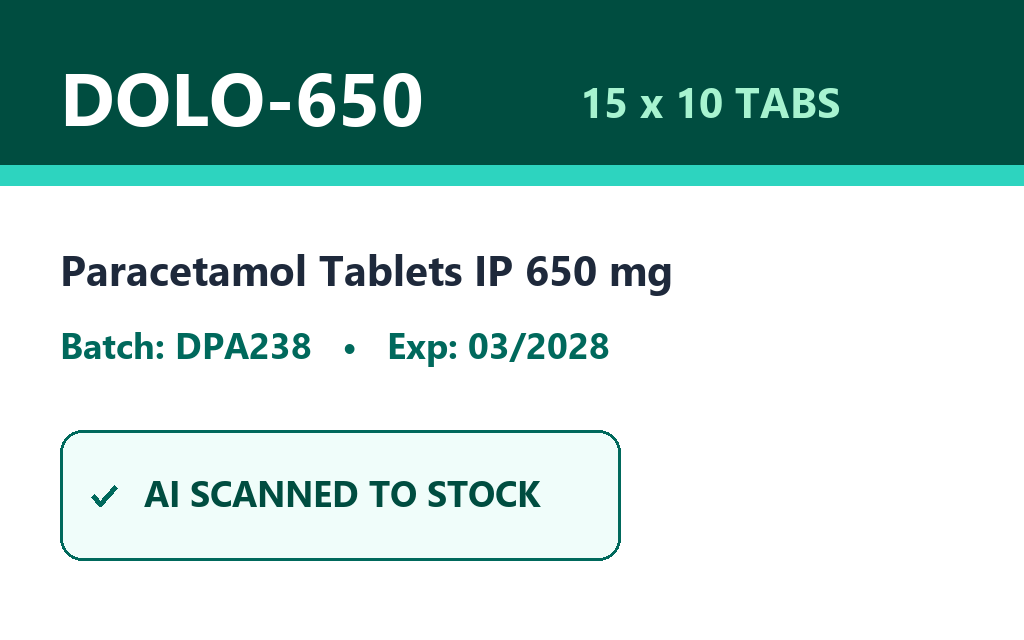 DOLO-650 15 x 10 TABS
Paracetamol Tablets IP 650 mg
Batch: DPA238 • Exp: 03/2028
✓ AI SCANNED TO STOCK